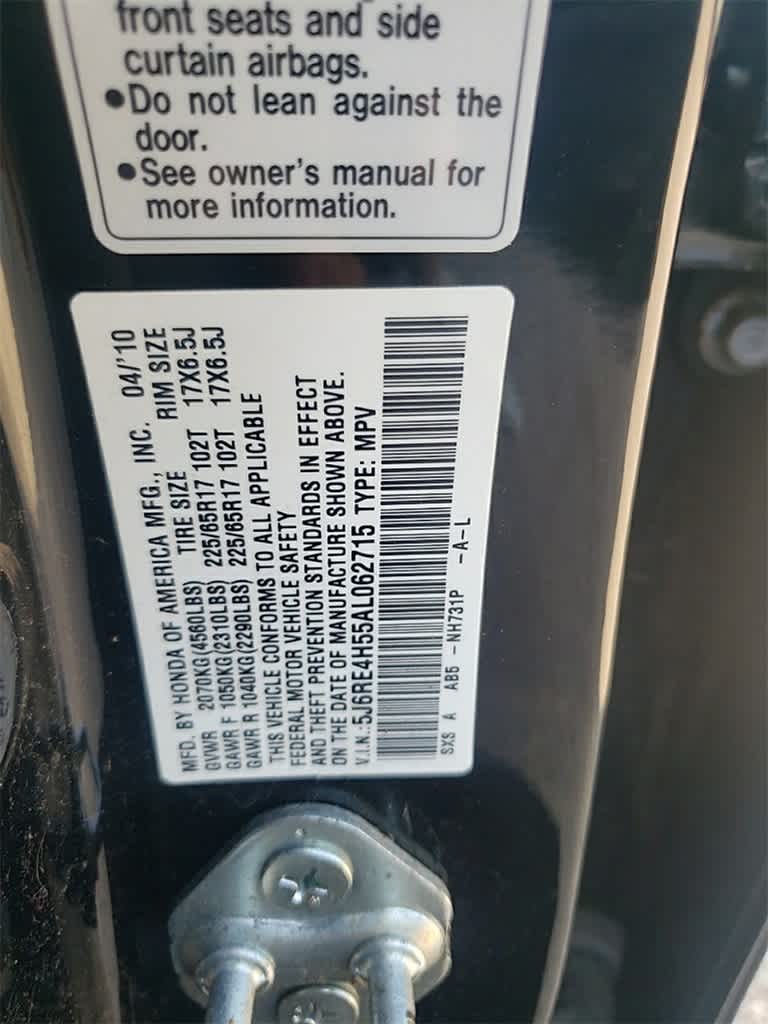 front seats and side
curtain airbags.
●Do not lean against the
door.
●See owner's manual for
more information.
MFD. BY HONDA OF AMERICA MFG., INC. 04/'10
GVWR 2070KG(4560LBS) TIRE SIZE RIM SIZE
GAWR F 1050KG(2310LBS) 225/65R17 102T 17X6.5J
GAWR R 1040KG(2290LBS) 225/65R17 102T 17X6.5J
THIS VEHICLE CONFORMS TO ALL APPLICABLE
FEDERAL MOTOR VEHICLE SAFETY
AND THEFT PREVENTION STANDARDS IN EFFECT
ON THE DATE OF MANUFACTURE SHOWN ABOVE.
V.I.N.:5J6RE4H55AL062715 TYPE: MPV
SXS A AB5 -NH731P -A-L